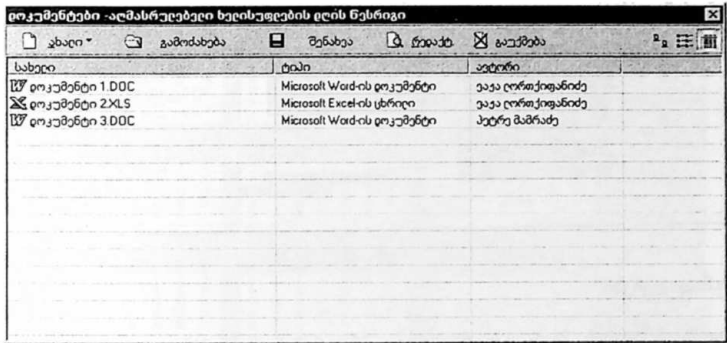 დოკუმენტები -აღმასრულებელი ხელისუფლების დღის წესრიგი
ახალი გამოძახება შენახვა რედაქტ. გაუქმება
სახელი ტიპი ავტორი
დოკუმენტი 1.DOC Microsoft Word-ის დოკუმენტი ვაჟა ლორთქიფანიძე
დოკუმენტი 2.XLS Microsoft Excel-ის ცხრილი ვაჟა ლორთქიფანიძე
დოკუმენტი 3.DOC Microsoft Word-ის დოკუმენტი პეტრე მამრაძე